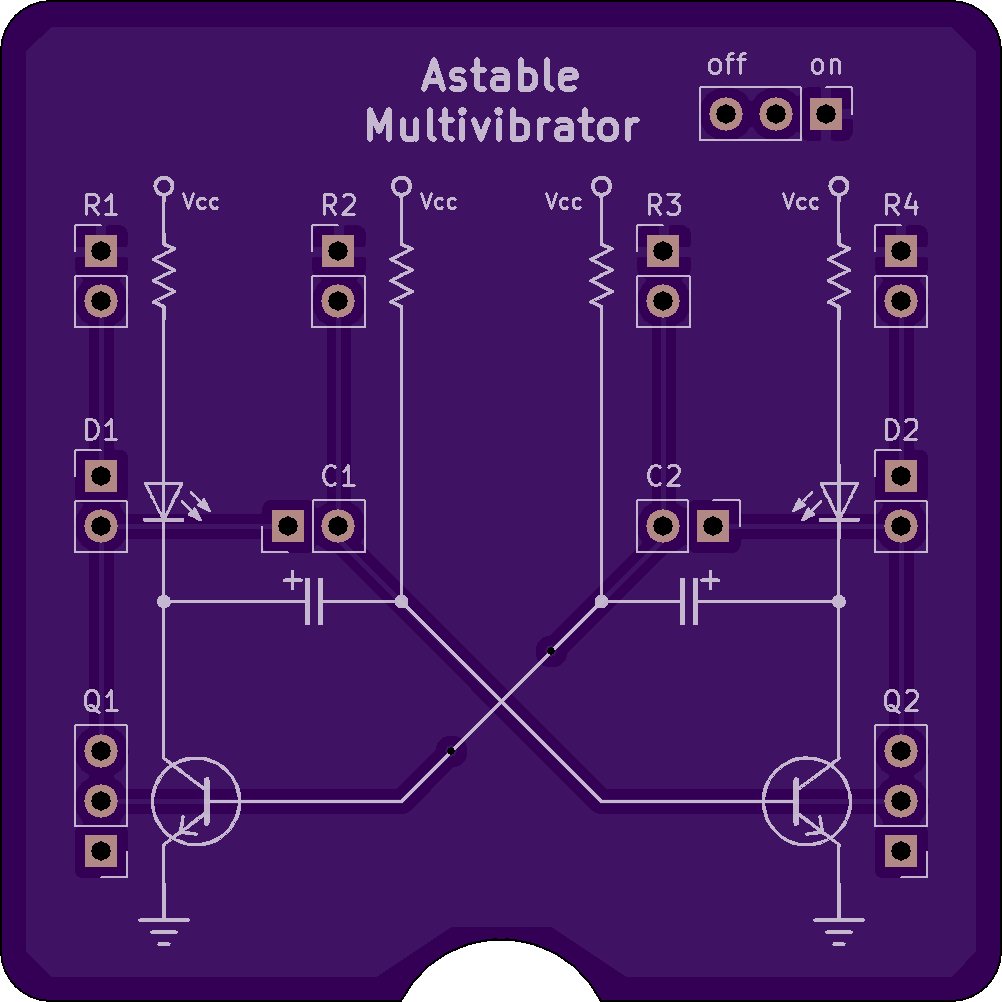 Astable
Multivibrator
off on
R1 Vcc R2 Vcc Vcc R3 Vcc R4
D1 D2
C1 C2
+ +
Q1 Q2